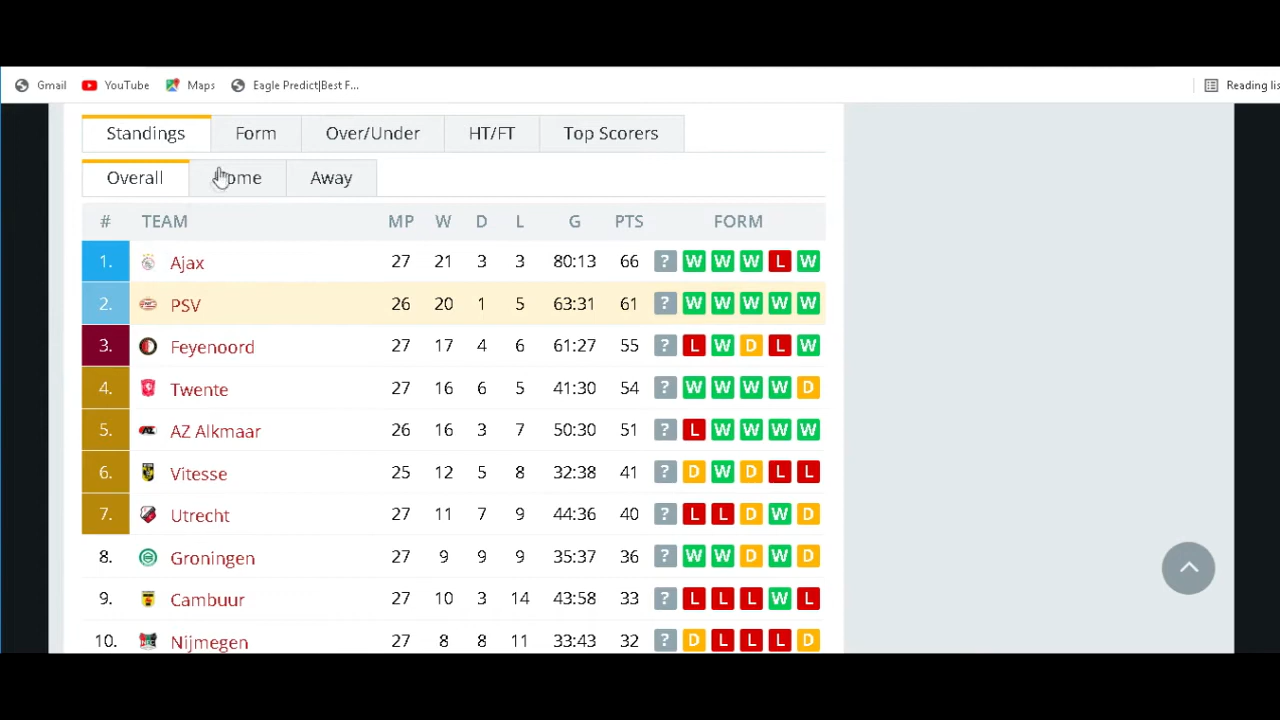 Gmail YouTube Maps Eagle Predict|Best F... Reading lis
Standings Form Over/Under HT/FT Top Scorers
Overall ome Away
# TEAM MP W D L G PTS FORM
1. Ajax 27 21 3 3 80:13 66 ? W W W L W
2. PSV 26 20 1 5 63:31 61 ? W W W W W
3. Feyenoord 27 17 4 6 61:27 55 ? L W D L W
4. Twente 27 16 6 5 41:30 54 ? W W W W D
5. AZ Alkmaar 26 16 3 7 50:30 51 ? L W W W W
6. Vitesse 25 12 5 8 32:38 41 ? D W D L L
7. Utrecht 27 11 7 9 44:36 40 ? L L D W D
8. Groningen 27 9 9 9 35:37 36 ? W W D W D
9. Cambuur 27 10 3 14 43:58 33 ? L L L W L
10. Nijmegen 27 8 8 11 33:43 32 ? D L L L D